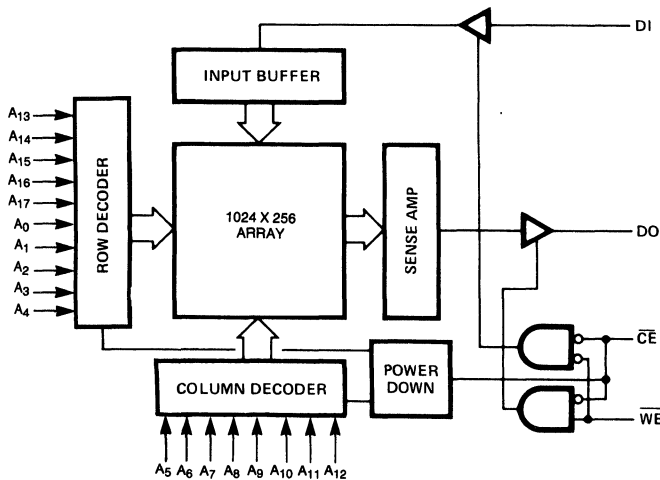 DI
INPUT BUFFER
A13
A14
A15
A16
A17
A0
A1
A2
A3
A4
ROW DECODER
1024 X 256
ARRAY
SENSE AMP
DO
COLUMN DECODER
POWER
DOWN
CE
WE
A5
A6
A7
A8
A9
A10
A11
A12